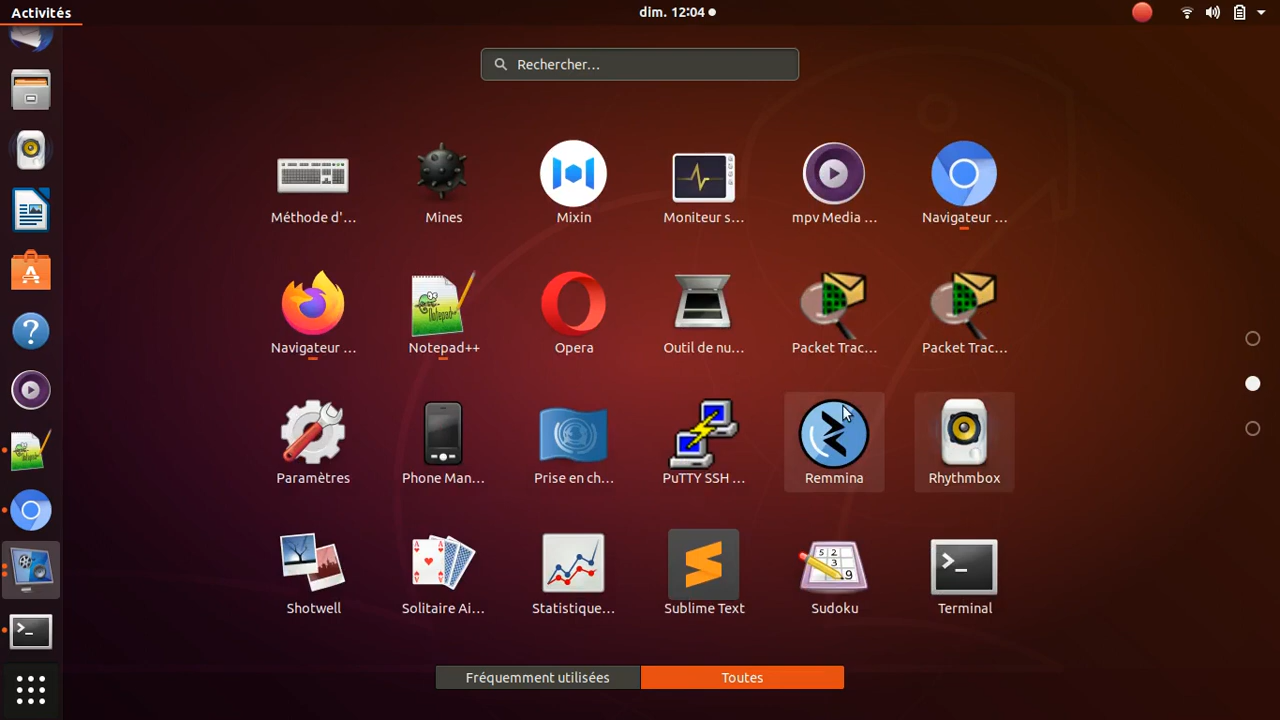 Activités
dim. 12:04
Rechercher…
Méthode d'…
Mines
Mixin
Moniteur s…
mpv Media …
Navigateur …
Navigateur …
Notepad++
Opera
Outil de nu…
Packet Trac…
Packet Trac…
Paramètres
Phone Man…
Prise en ch…
PuTTY SSH …
Remmina
Rhythmbox
Shotwell
Solitaire Ai…
Statistique…
Sublime Text
Sudoku
Terminal
Fréquemment utilisées
Toutes